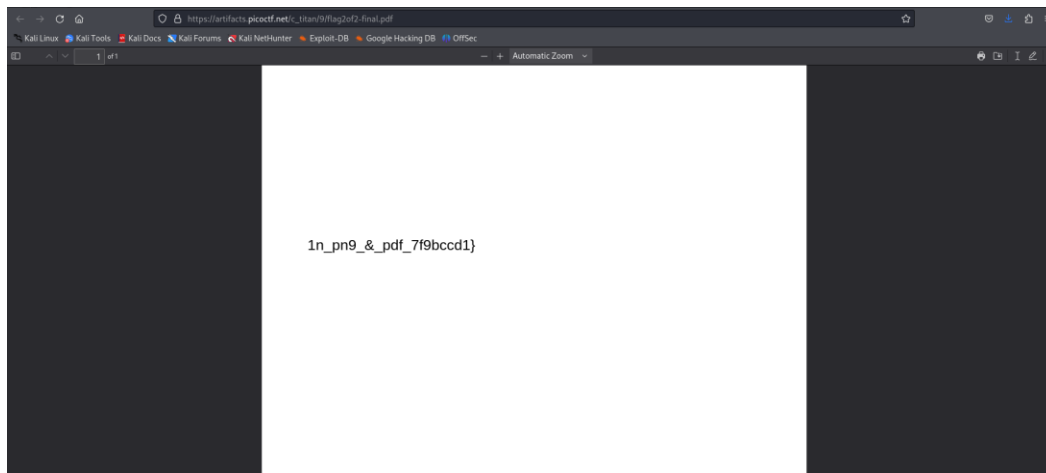 https://artifacts.picoctf.net/c_titan/9/flag2of2-final.pdf
Kali Linux Kali Tools Kali Docs Kali Forums Kali NetHunter Exploit-DB Google Hacking DB OffSec
1 of 1 − + Automatic Zoom
1n_pn9_&_pdf_7f9bccd1}